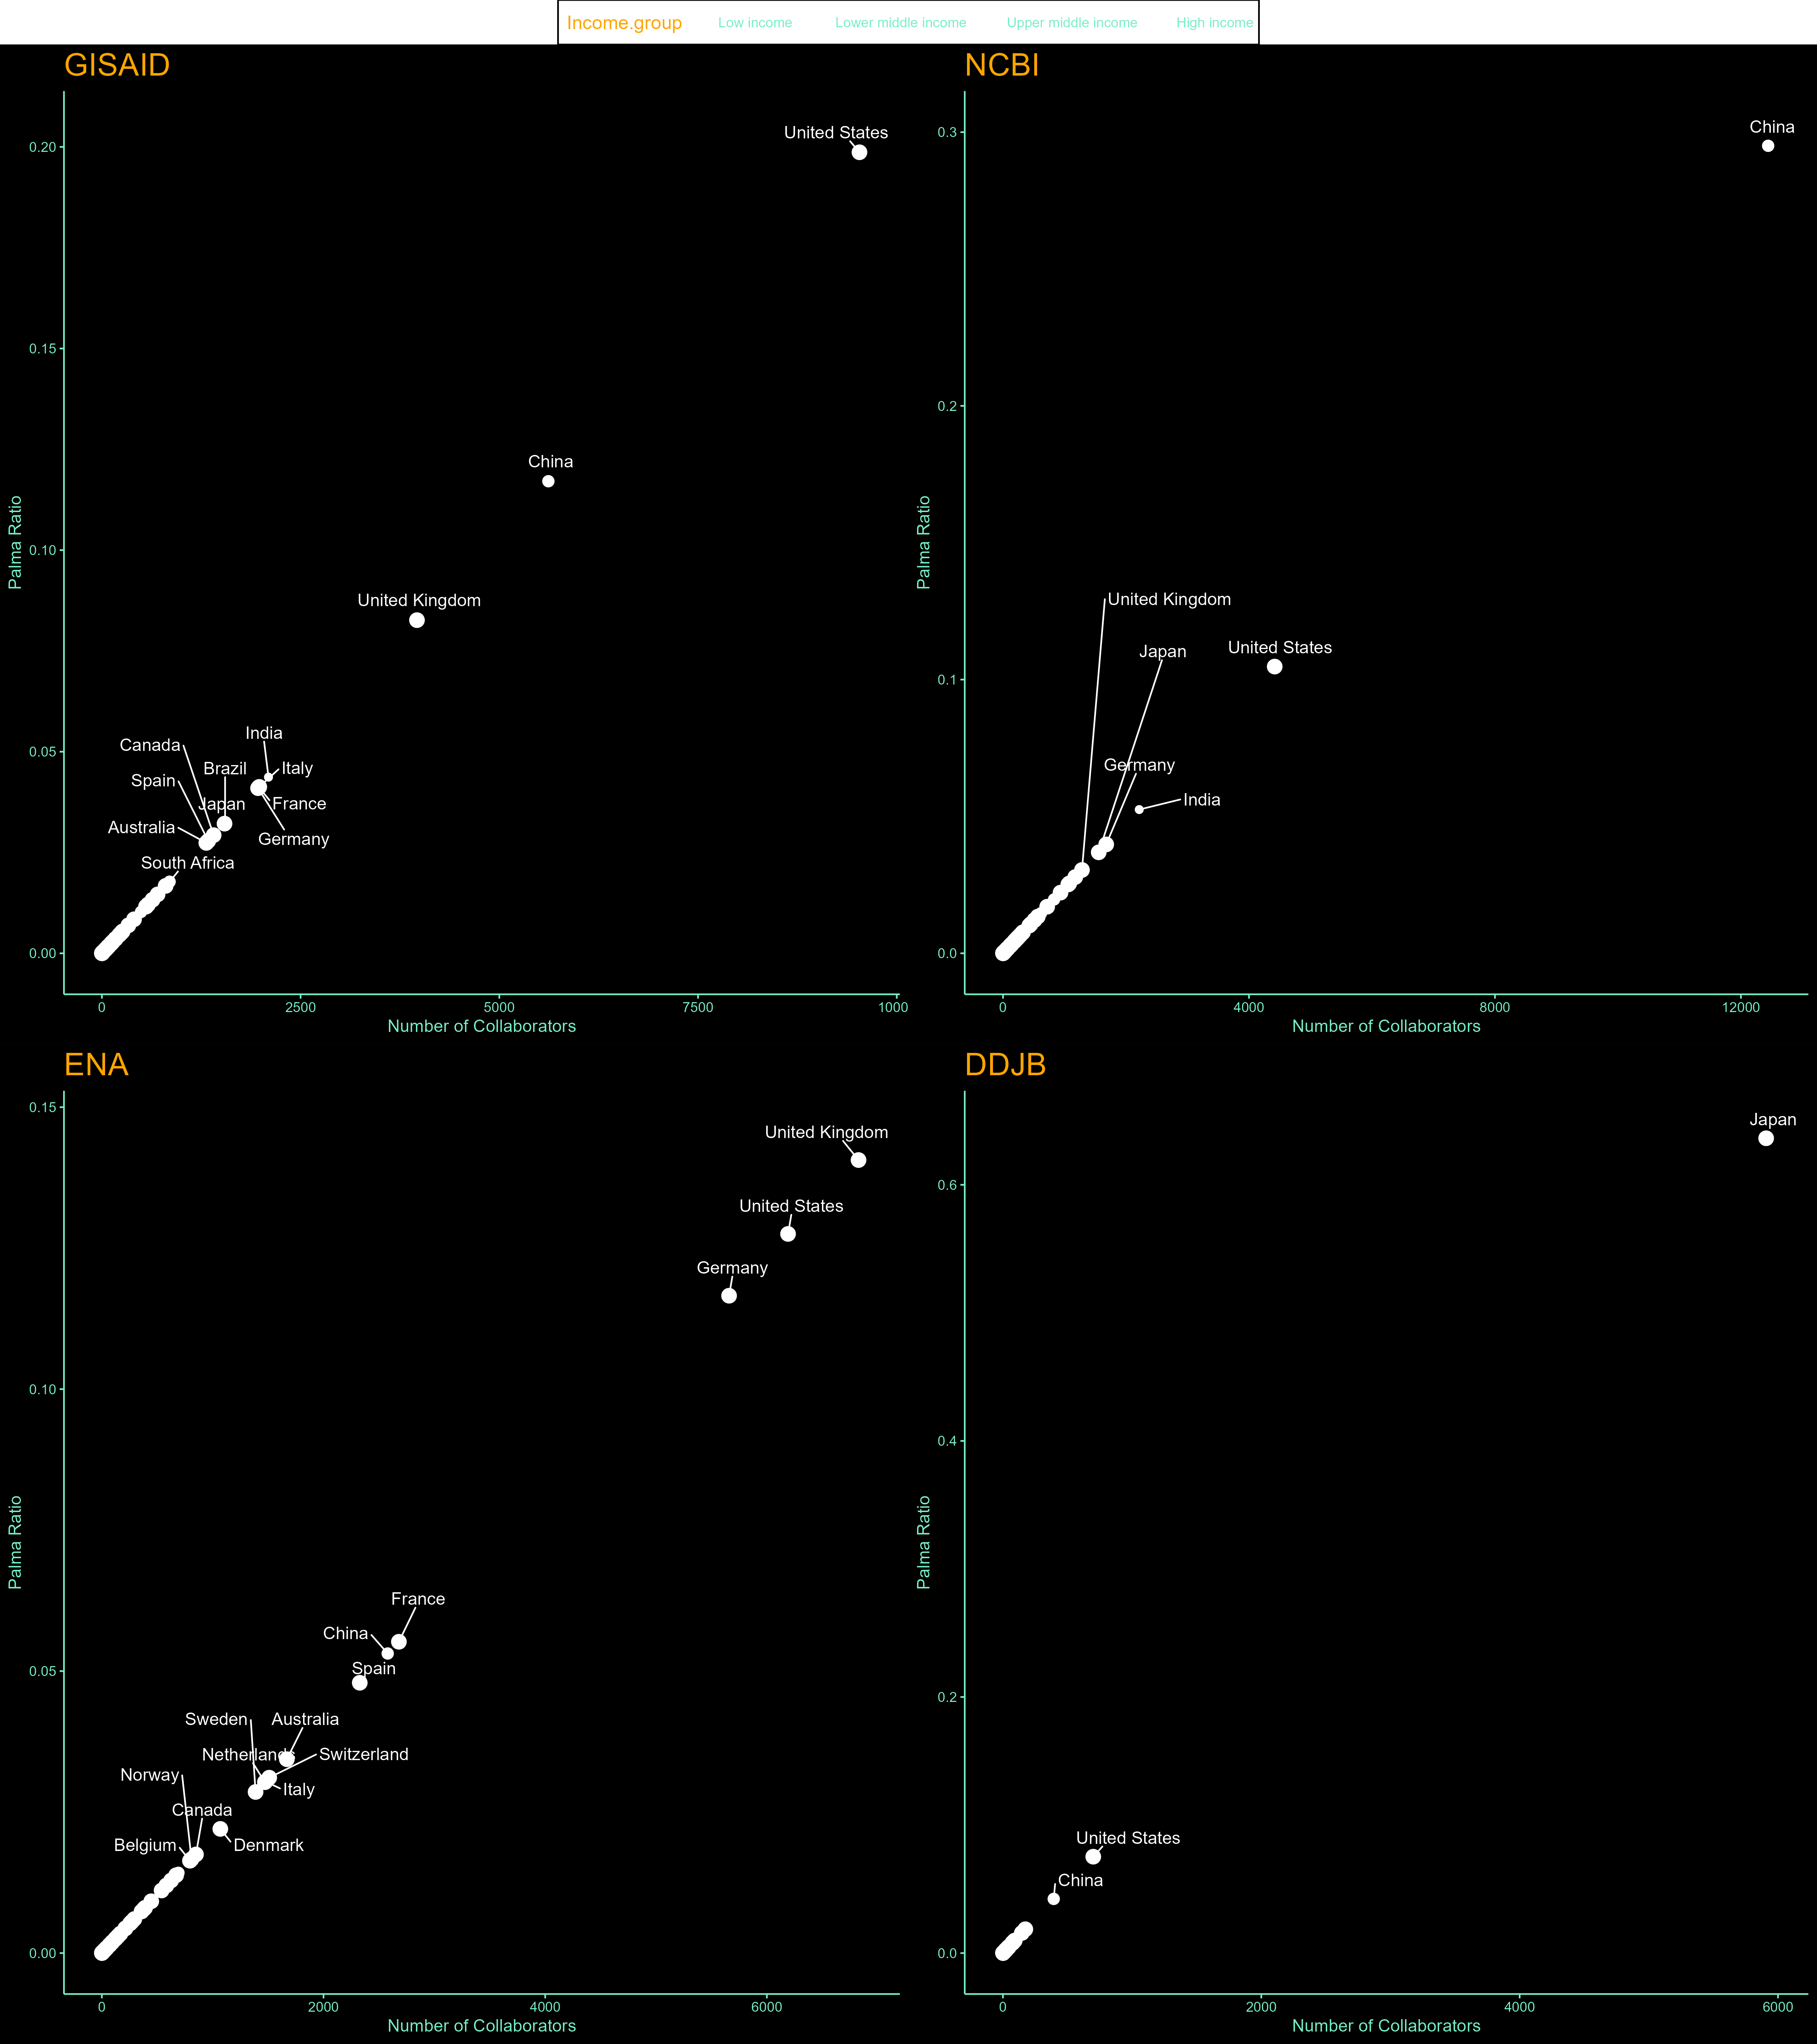 Income.group Low income Lower middle income Upper middle income High income
GISAID
Palma Ratio
0.20
0.15
0.10
0.05
0.00
United States
China
United Kingdom
India
Canada
Brazil
Italy
Spain
Japan
France
Australia
Germany
South Africa
0 2500 5000 7500 1000
Number of Collaborators
NCBI
Palma Ratio
0.3
0.2
0.1
0.0
China
United Kingdom
United States
Japan
Germany
India
0 4000 8000 12000
Number of Collaborators
ENA
Palma Ratio
0.15
0.10
0.05
0.00
United Kingdom
United States
Germany
France
China
Spain
Sweden
Australia
Netherlands
Switzerland
Norway
Italy
Canada
Belgium
Denmark
0 2000 4000 6000
Number of Collaborators
DDJB
Palma Ratio
0.6
0.4
0.2
0.0
Japan
United States
China
0 2000 4000 6000
Number of Collaborators